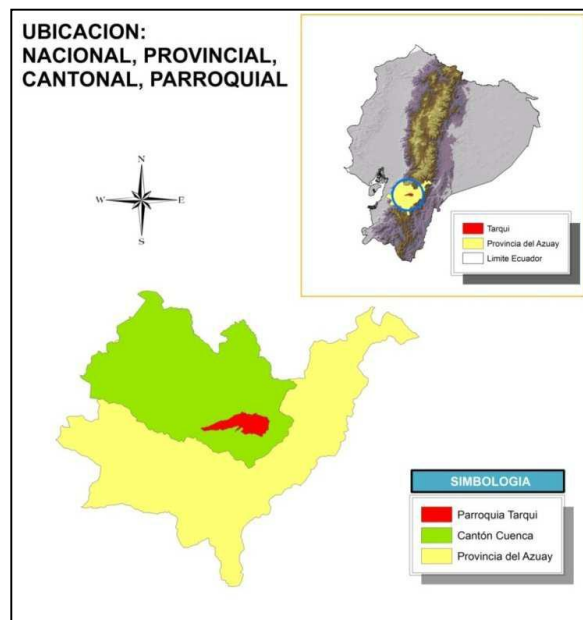 UBICACION:
NACIONAL, PROVINCIAL,
CANTONAL, PARROQUIAL
N
W E
S
Tarqui
Provincia del Azuay
Limite Ecuador
SIMBOLOGIA
Parroquia Tarqui
Cantón Cuenca
Provincia del Azuay